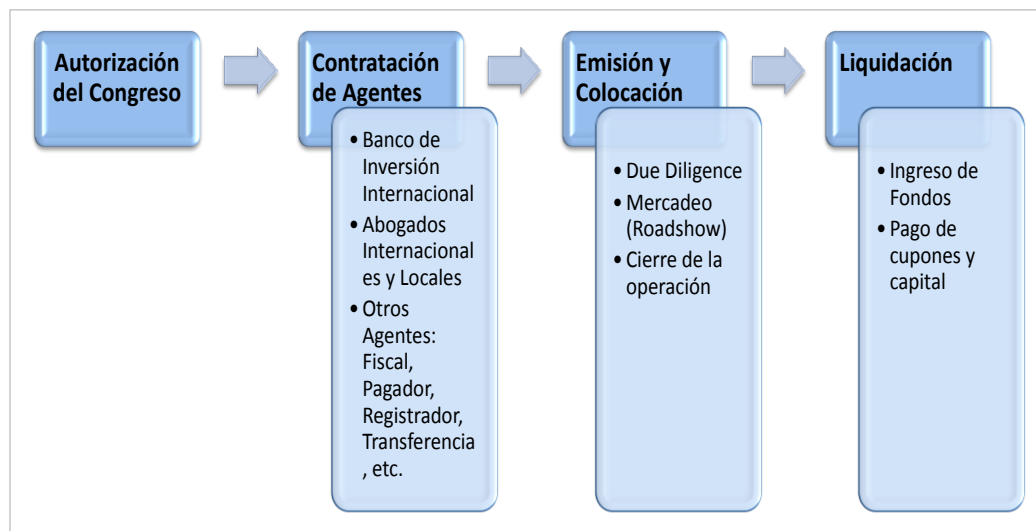 Autorización
del Congreso
Contratación
de Agentes
• Banco de
Inversión
Internacional
• Abogados
Internacional
es y Locales
• Otros
Agentes:
Fiscal,
Pagador,
Registrador,
Transferencia
, etc.
Emisión y
Colocación
• Due Diligence
• Mercadeo
(Roadshow)
• Cierre de la
operación
Liquidación
• Ingreso de
Fondos
• Pago de
cupones y
capital